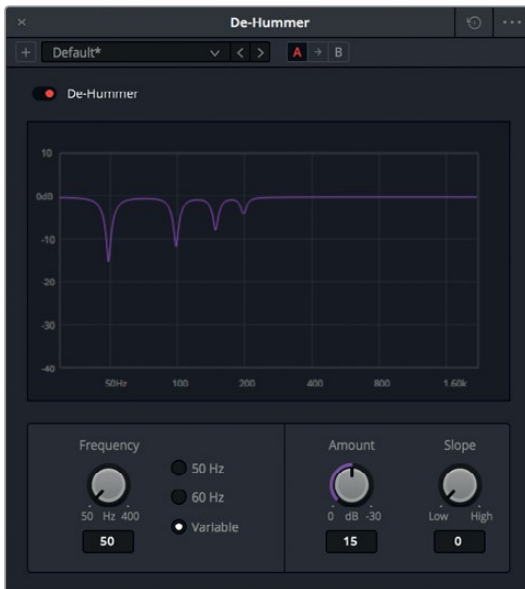 De-Hummer
Default*
A
B
De-Hummer
10
0dB
-10
-20
-30
-40
50Hz 100 200 400 800 1.60k
Frequency
50 Hz 400
50
50 Hz
60 Hz
Variable
Amount
0 dB -30
15
Slope
Low High
0